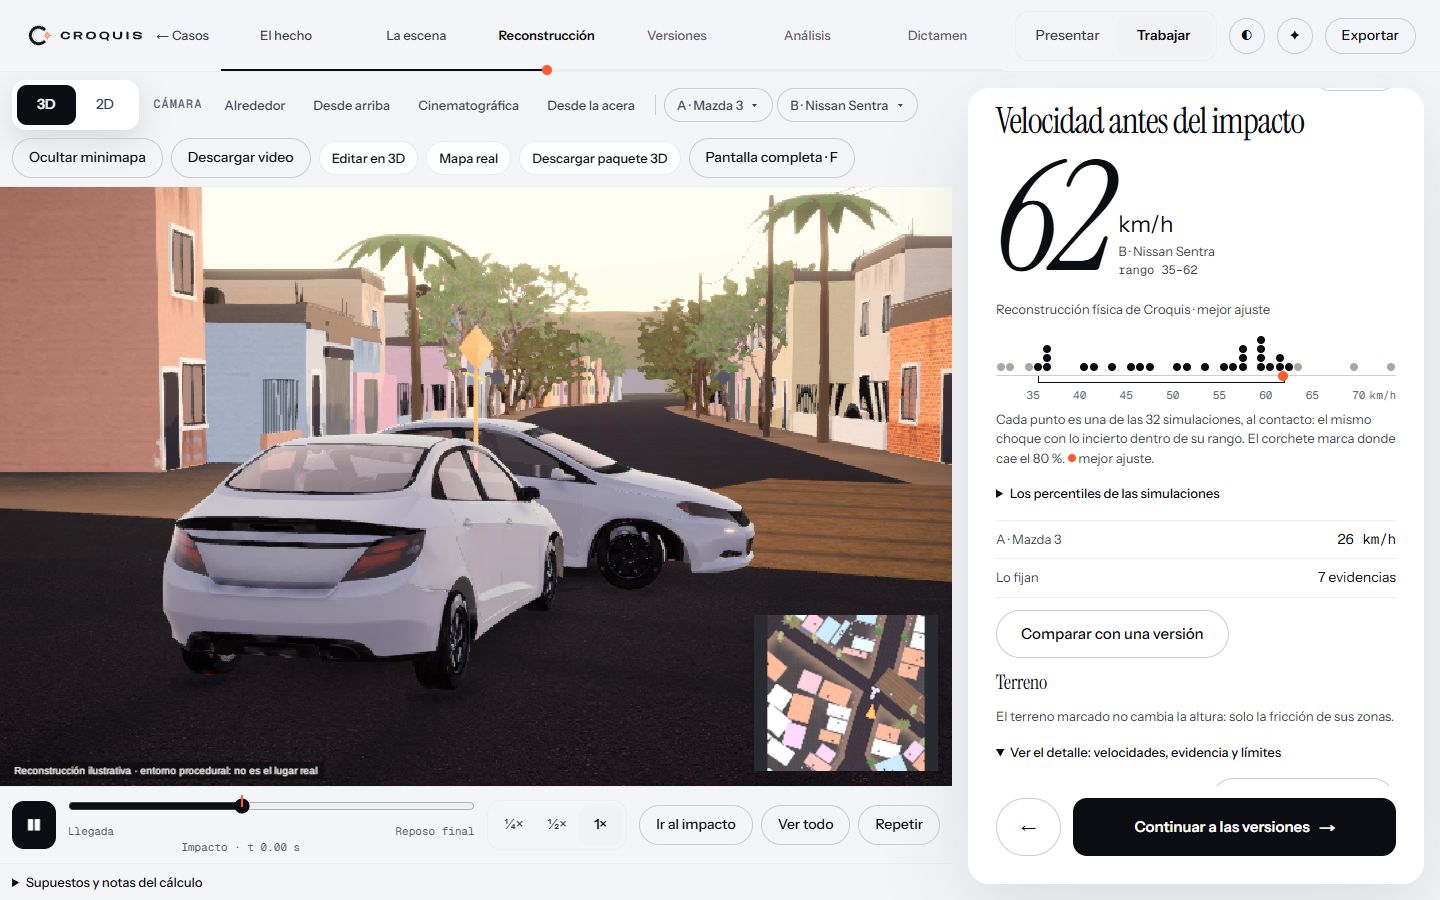 CROQUIS
← Casos
El hecho
La escena
Reconstrucción
Versiones
Análisis
Dictamen
Presentar
Trabajar
Exportar
3D
2D
CÁMARA
Alrededor
Desde arriba
Cinematográfica
Desde la acera
A · Mazda 3
B · Nissan Sentra
Ocultar minimapa
Descargar video
Editar en 3D
Mapa real
Descargar paquete 3D
Pantalla completa · F
Reconstrucción ilustrativa - entorno procedural: no es el lugar real
Llegada
Reposo final
Impacto · t 0.00 s
¼×
½×
1×
Ir al impacto
Ver todo
Repetir
Supuestos y notas del cálculo
Velocidad antes del impacto
62
km/h
B · Nissan Sentra
rango 35–62
Reconstrucción física de Croquis · mejor ajuste
35 40 45 50 55 60 65 70 km/h
Cada punto es una de las 32 simulaciones, al contacto: el mismo
choque con lo incierto dentro de su rango. El corchete marca donde
cae el 80 %. mejor ajuste.
Los percentiles de las simulaciones
A · Mazda 3
26 km/h
Lo fijan
7 evidencias
Comparar con una versión
Terreno
El terreno marcado no cambia la altura: solo la fricción de sus zonas.
Ver el detalle: velocidades, evidencia y límites
←
Continuar a las versiones →